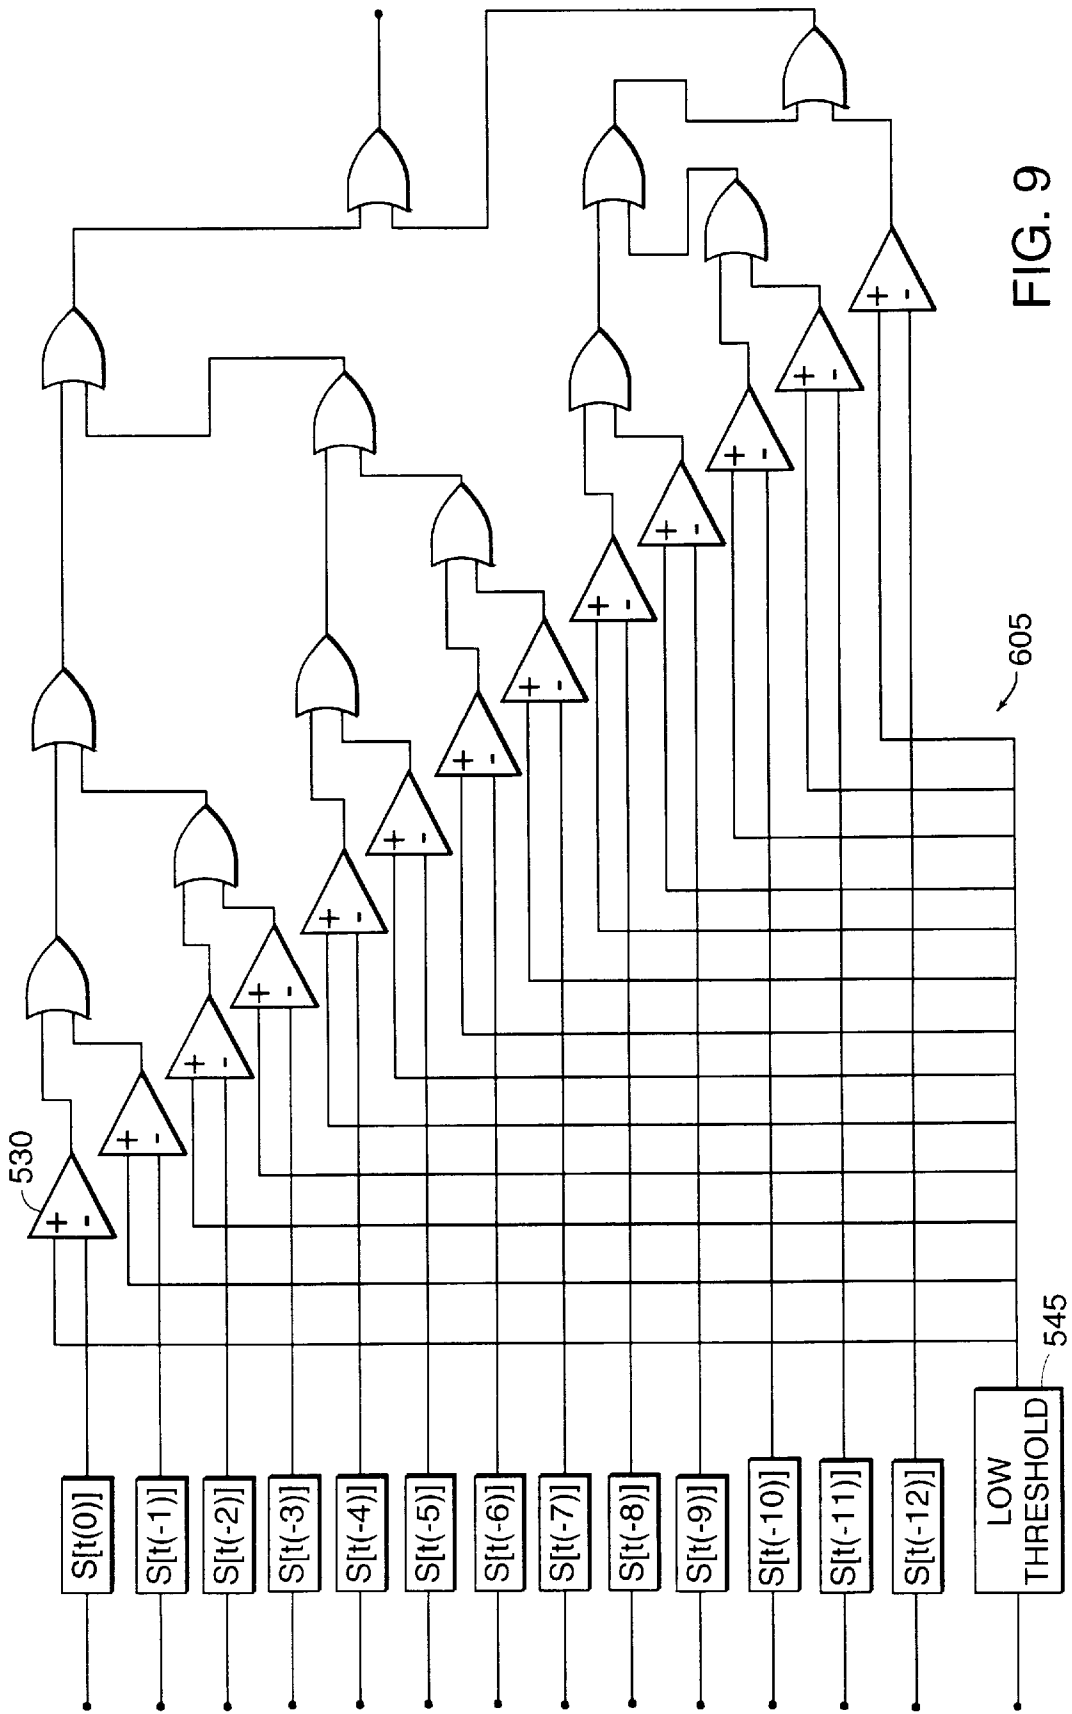 530
S[t(0)]
S[t(-1)]
S[t(-2)]
S[t(-3)]
S[t(-4)]
S[t(-5)]
S[t(-6)]
S[t(-7)]
S[t(-8)]
S[t(-9)]
S[t(-10)]
S[t(-11)]
S[t(-12)]
LOW
THRESHOLD
545
605
+
-
+
-
+
-
+
-
+
-
+
-
+
-
+
-
+
-
+
-
+
-
+
-
+
-
FIG. 9